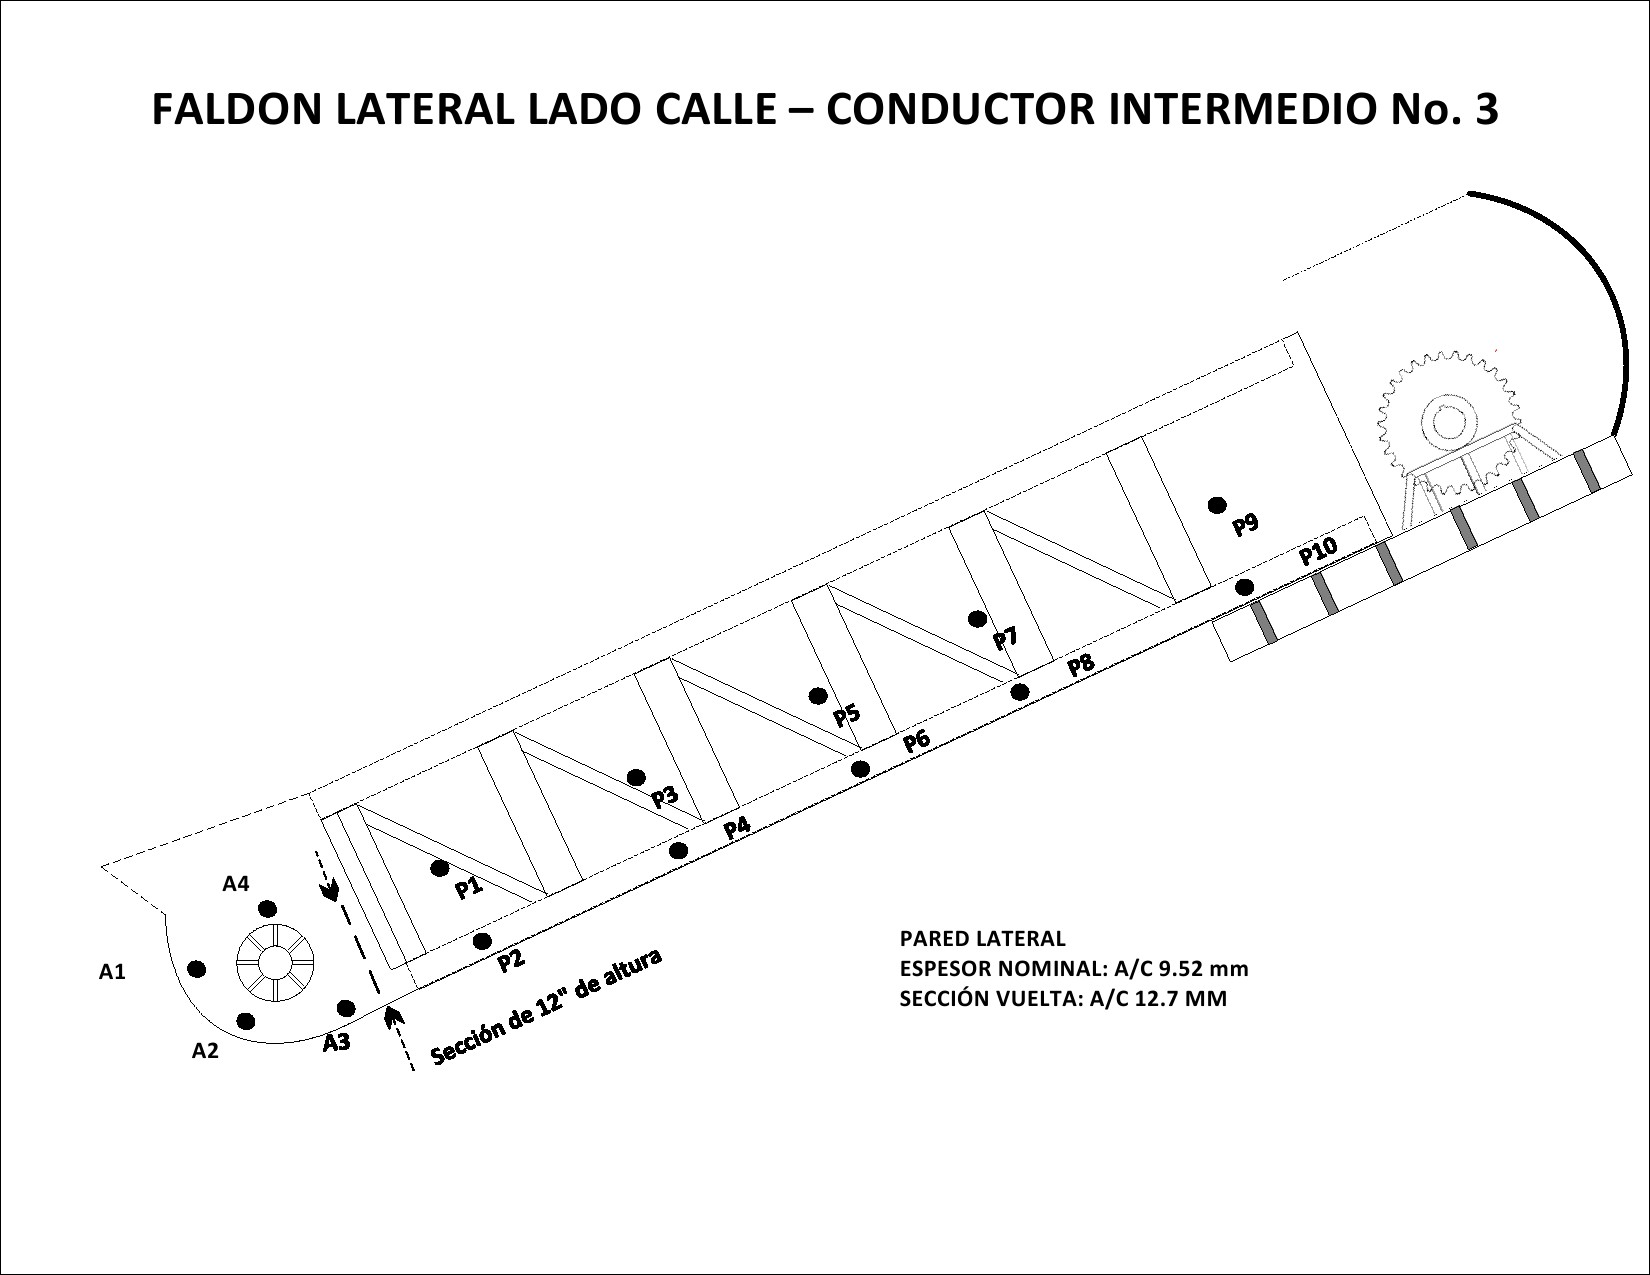 FALDON LATERAL LADO CALLE – CONDUCTOR INTERMEDIO No. 3
P9
P10
P7
P8
P5
P6
P3
P4
P1
P2
A4
A1
A2
A3
Sección de 12" de altura
PARED LATERAL
ESPESOR NOMINAL: A/C 9.52 mm
SECCIÓN VUELTA: A/C 12.7 MM